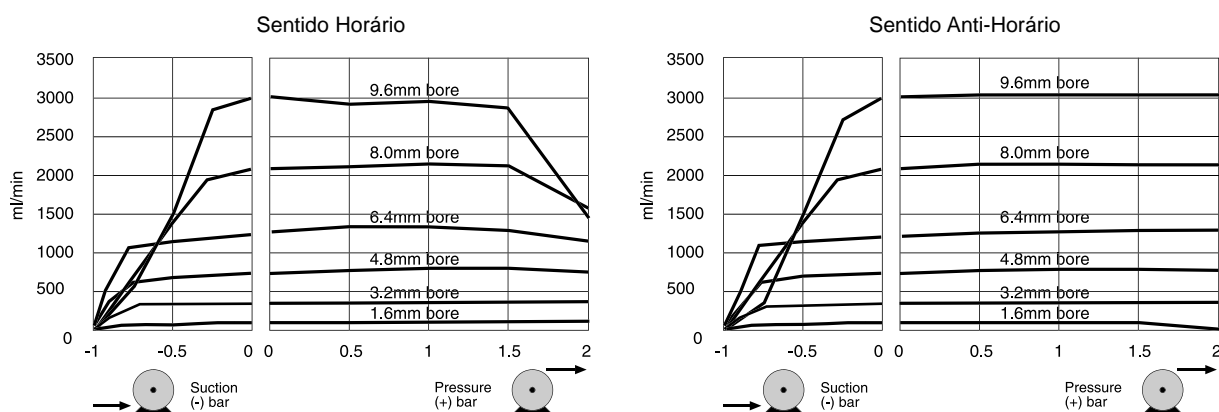 Sentido Horário
ml/min
3500
3000
2500
2000
1500
1000
500
0
9.6mm bore
8.0mm bore
6.4mm bore
4.8mm bore
3.2mm bore
1.6mm bore
-1 -0.5 0 0 0.5 1 1.5 2
Suction
(-) bar
Pressure
(+) bar
Sentido Anti-Horário
ml/min
3500
3000
2500
2000
1500
1000
500
0
9.6mm bore
8.0mm bore
6.4mm bore
4.8mm bore
3.2mm bore
1.6mm bore
-1 -0.5 0 0 0.5 1 1.5 2
Suction
(-) bar
Pressure
(+) bar